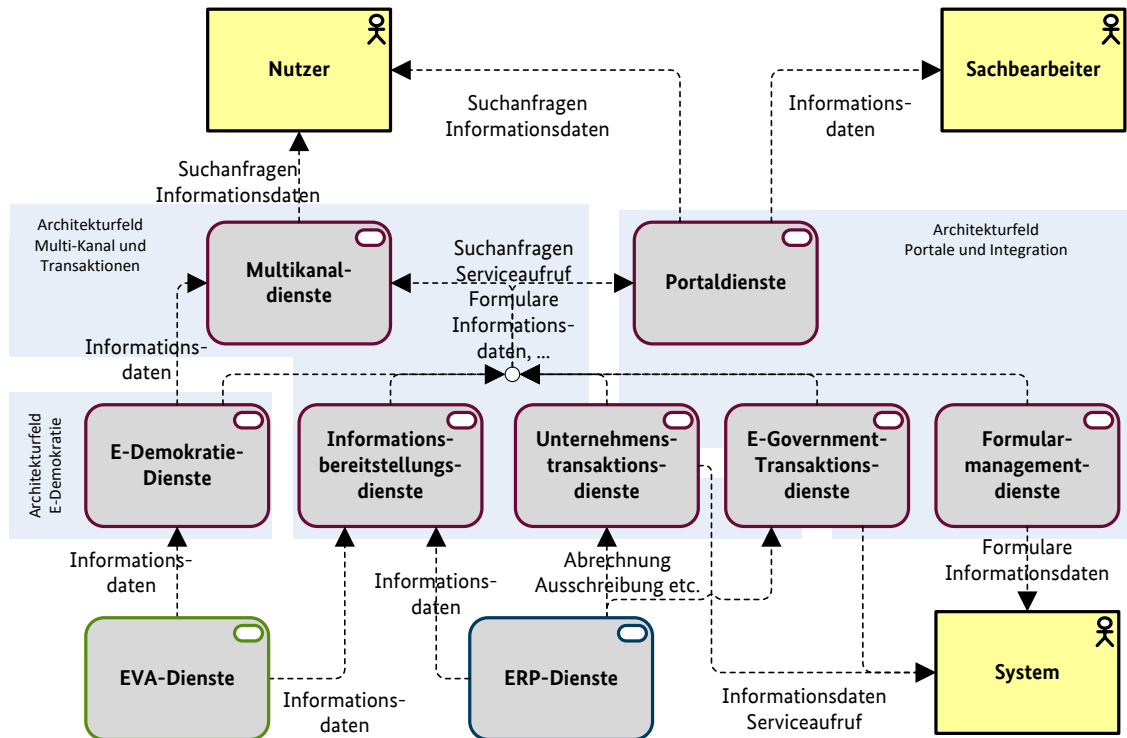 Nutzer
Sachbearbeiter
Suchanfragen
Informationsdaten
Informations-
daten
Suchanfragen
Informationsdaten
Architekturfeld
Multi-Kanal und
Transaktionen
Architekturfeld
Portale und Integration
Multikanal-
dienste
Suchanfragen
Serviceaufruf
Formulare
Informations-
daten, ...
Portaldienste
Informations-
daten
Architekturfeld
E-Demokratie
E-Demokratie-
Dienste
Informations-
bereitstellungs-
dienste
Unternehmens-
transaktions-
dienste
E-Government-
Transaktions-
dienste
Formular-
management-
dienste
Informations-
daten
Informations-
daten
Abrechnung
Ausschreibung etc.
Formulare
Informationsdaten
EVA-Dienste
Informations-
daten
ERP-Dienste
Informationsdaten
Serviceaufruf
System